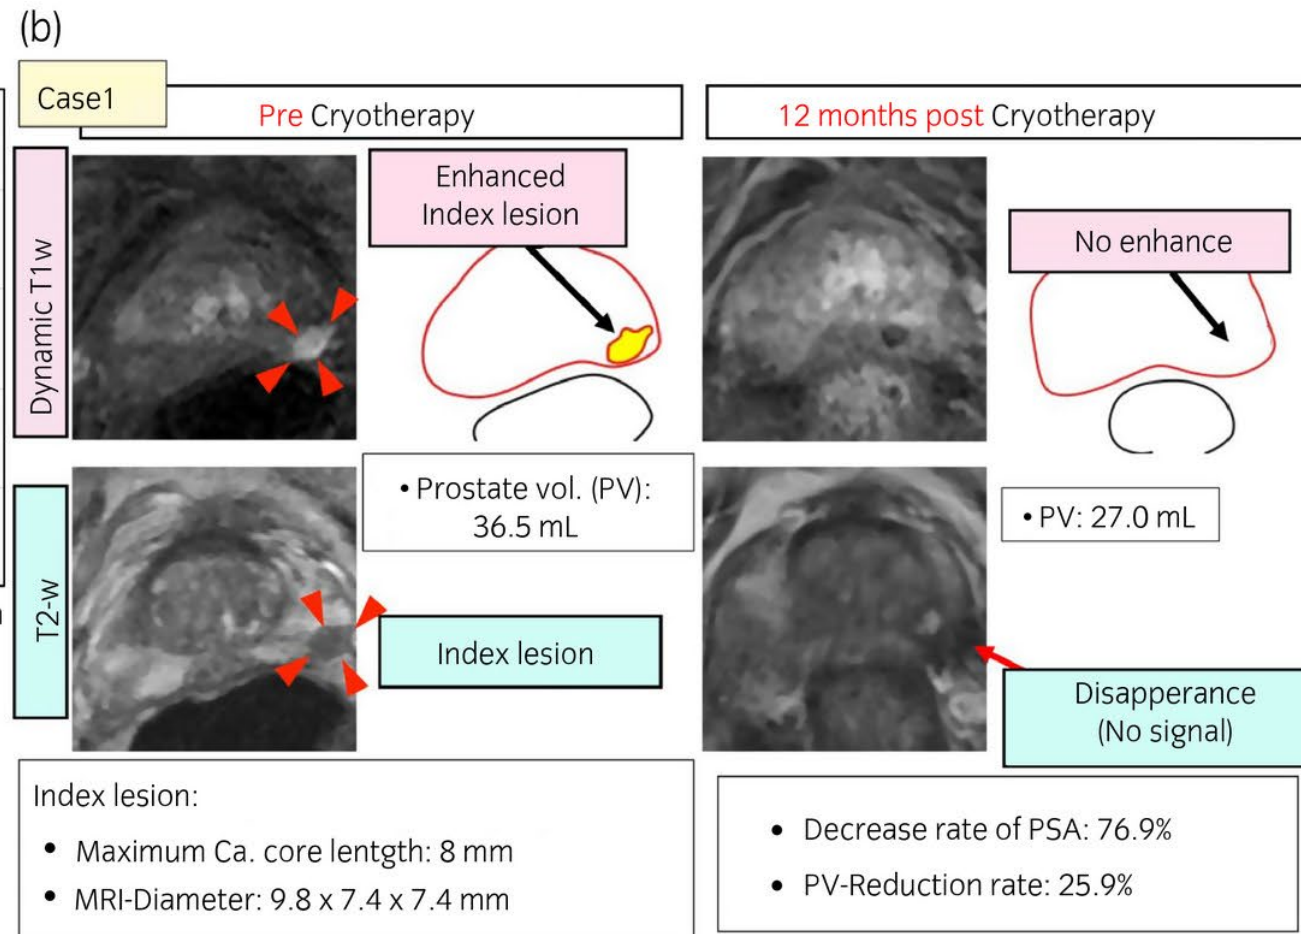 (b)
Case1
Pre Cryotherapy
12 months post Cryotherapy
Dynamic T1w
Enhanced
Index lesion
No enhance
T2-w
• Prostate vol. (PV):
36.5 mL
• PV: 27.0 mL
Index lesion
Disapperance
(No signal)
Index lesion:
• Maximum Ca. core lentgth: 8 mm
• MRI-Diameter: 9.8 x 7.4 x 7.4 mm
• Decrease rate of PSA: 76.9%
• PV-Reduction rate: 25.9%